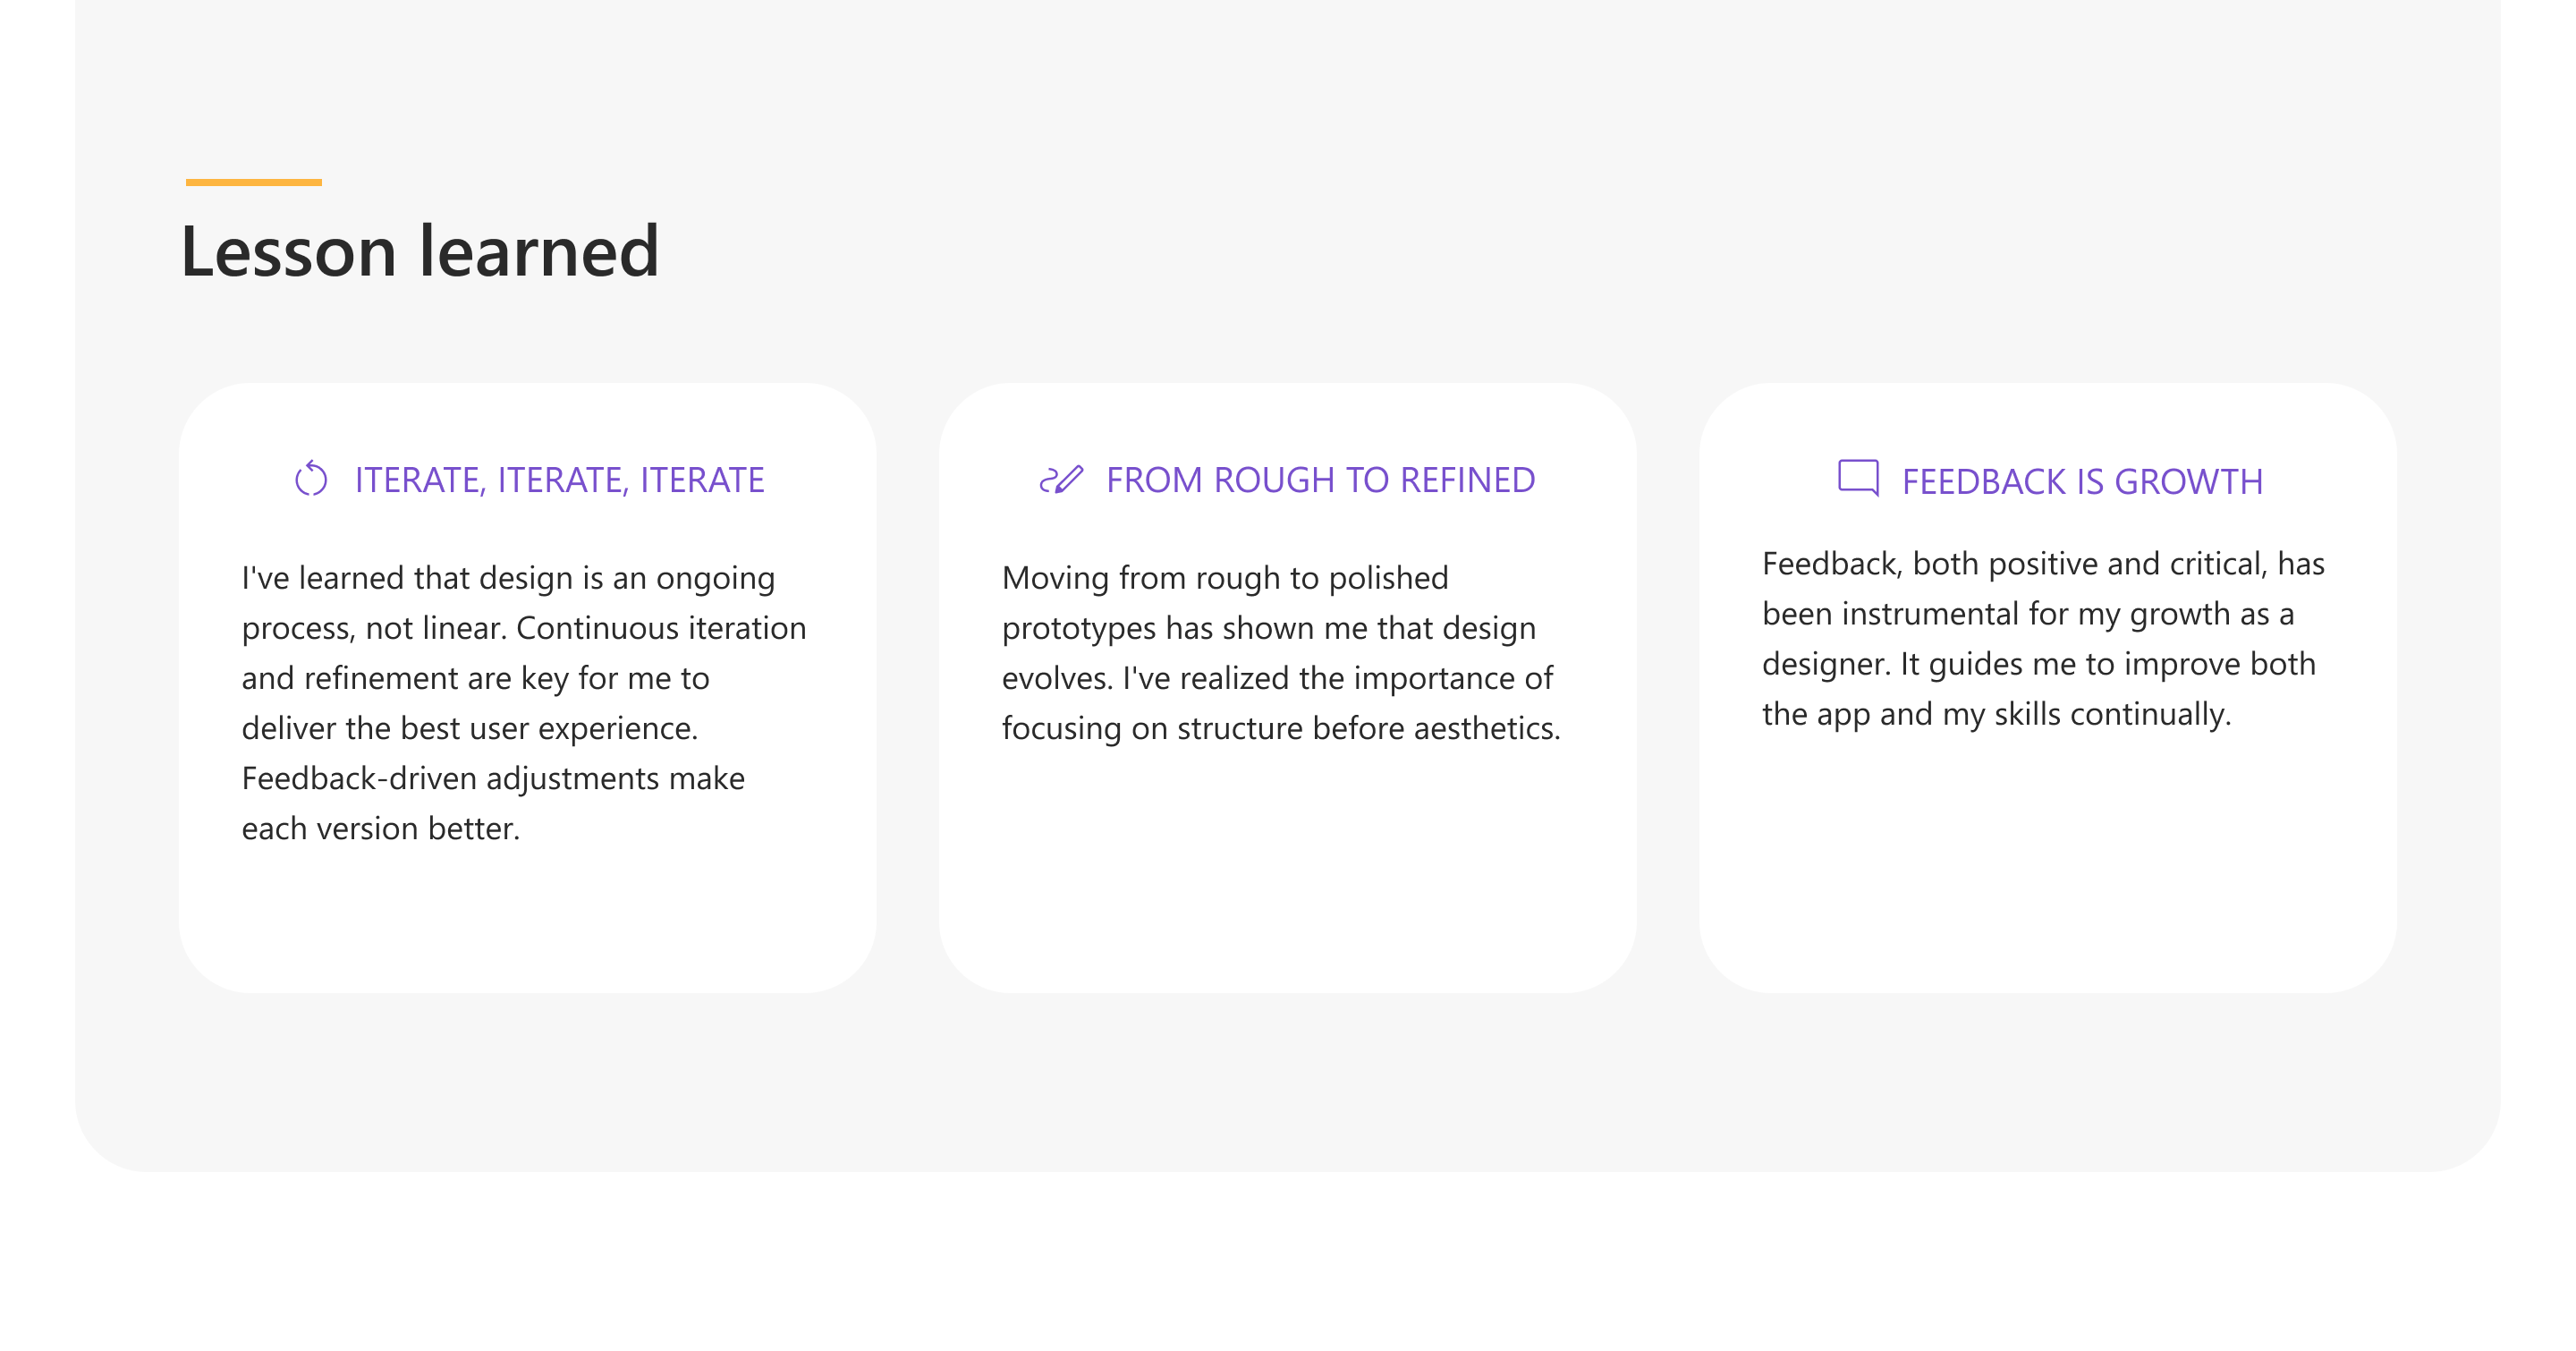 Lesson learned
ITERATE, ITERATE, ITERATE
I've learned that design is an ongoing
process, not linear. Continuous iteration
and refinement are key for me to
deliver the best user experience.
Feedback-driven adjustments make
each version better.
FROM ROUGH TO REFINED
Moving from rough to polished
prototypes has shown me that design
evolves. I've realized the importance of
focusing on structure before aesthetics.
FEEDBACK IS GROWTH
Feedback, both positive and critical, has
been instrumental for my growth as a
designer. It guides me to improve both
the app and my skills continually.